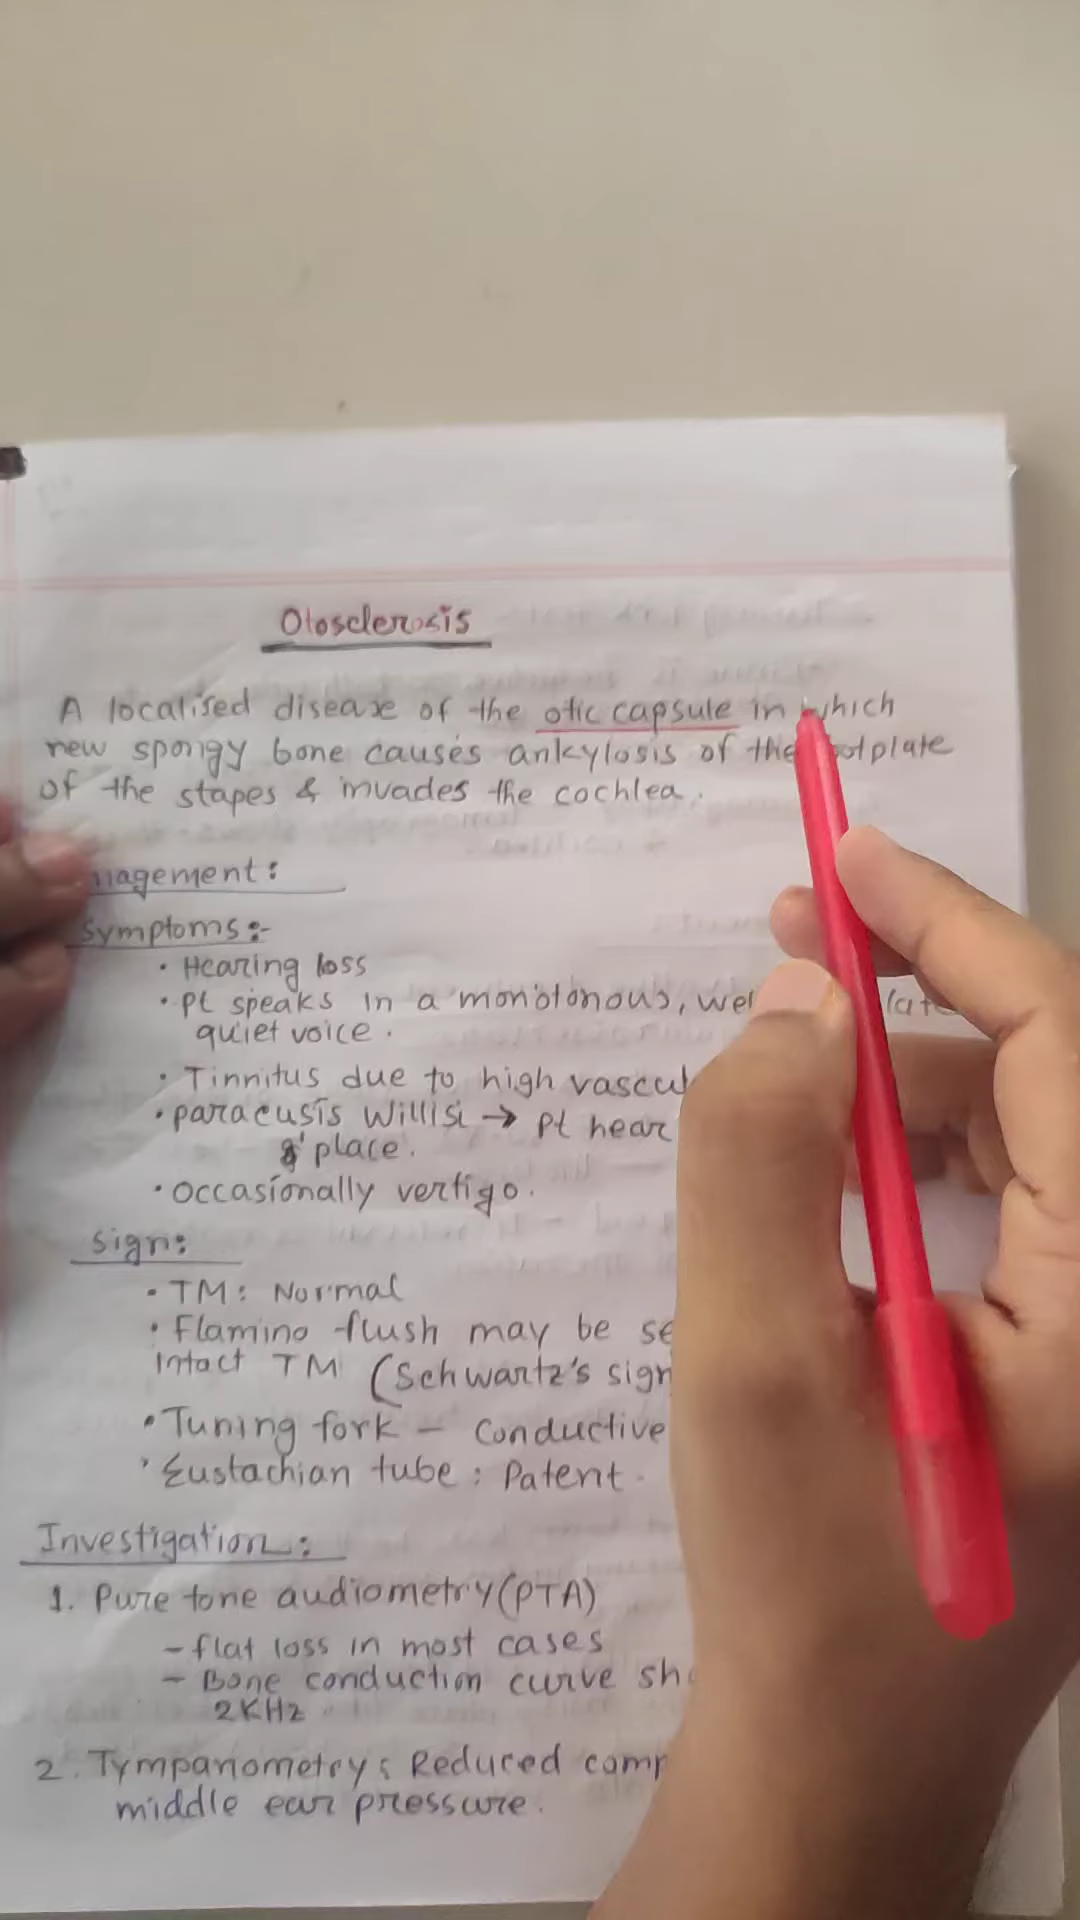 Otosclerosis
A localised disease of the otic capsule in which
new spongy bone causes ankylosis of the
of the stapes & invades the cochlea.
Symptoms:-
• Hearing loss
• Pt speaks in a monotonous,
quiet voice.
• Tinnitus due to high
• paracusis Willisi → Pt hear
place.
• Occasionally vertigo.
Sign:
• TM: Normal
• Flamino flush may be
intact TM (Schwartz's sign
• Tuning fork – Conductive
• Eustachian tube : Patent.
Investigation:
1. Pure tone audiometry (PTA)
– flat loss in most cases
– Bone conduction curve
2KHz
2. Tympanometry: Reduced
middle ear pressure.